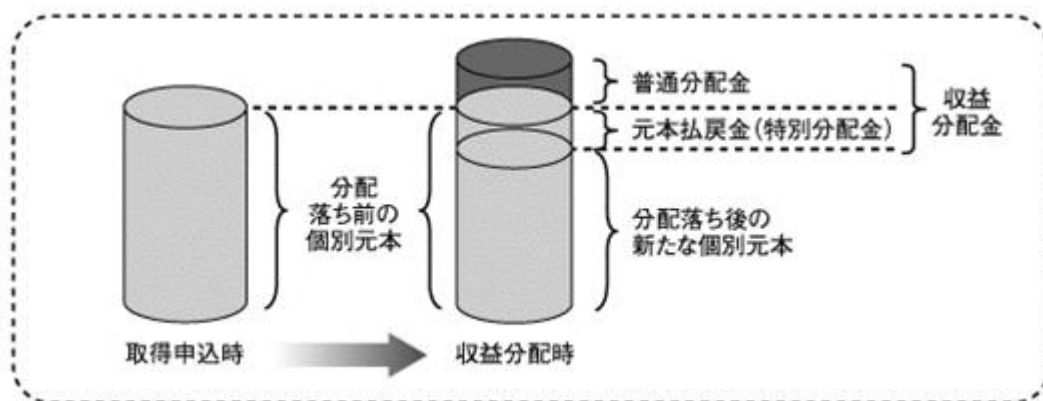 普通分配金
元本払戻金（特別分配金）
収益
分配金
分配
落ち前の
個別元本
分配落ち後の
新たな個別元本
取得申込時
収益分配時